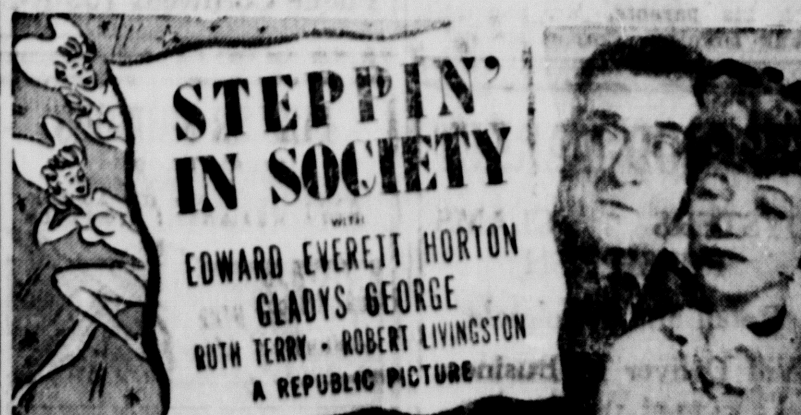 STEPPIN'
IN SOCIETY
WITH
EDWARD EVERETT HORTON
GLADYS GEORGE
RUTH TERRY - ROBERT LIVINGSTON
A REPUBLIC PICTURE